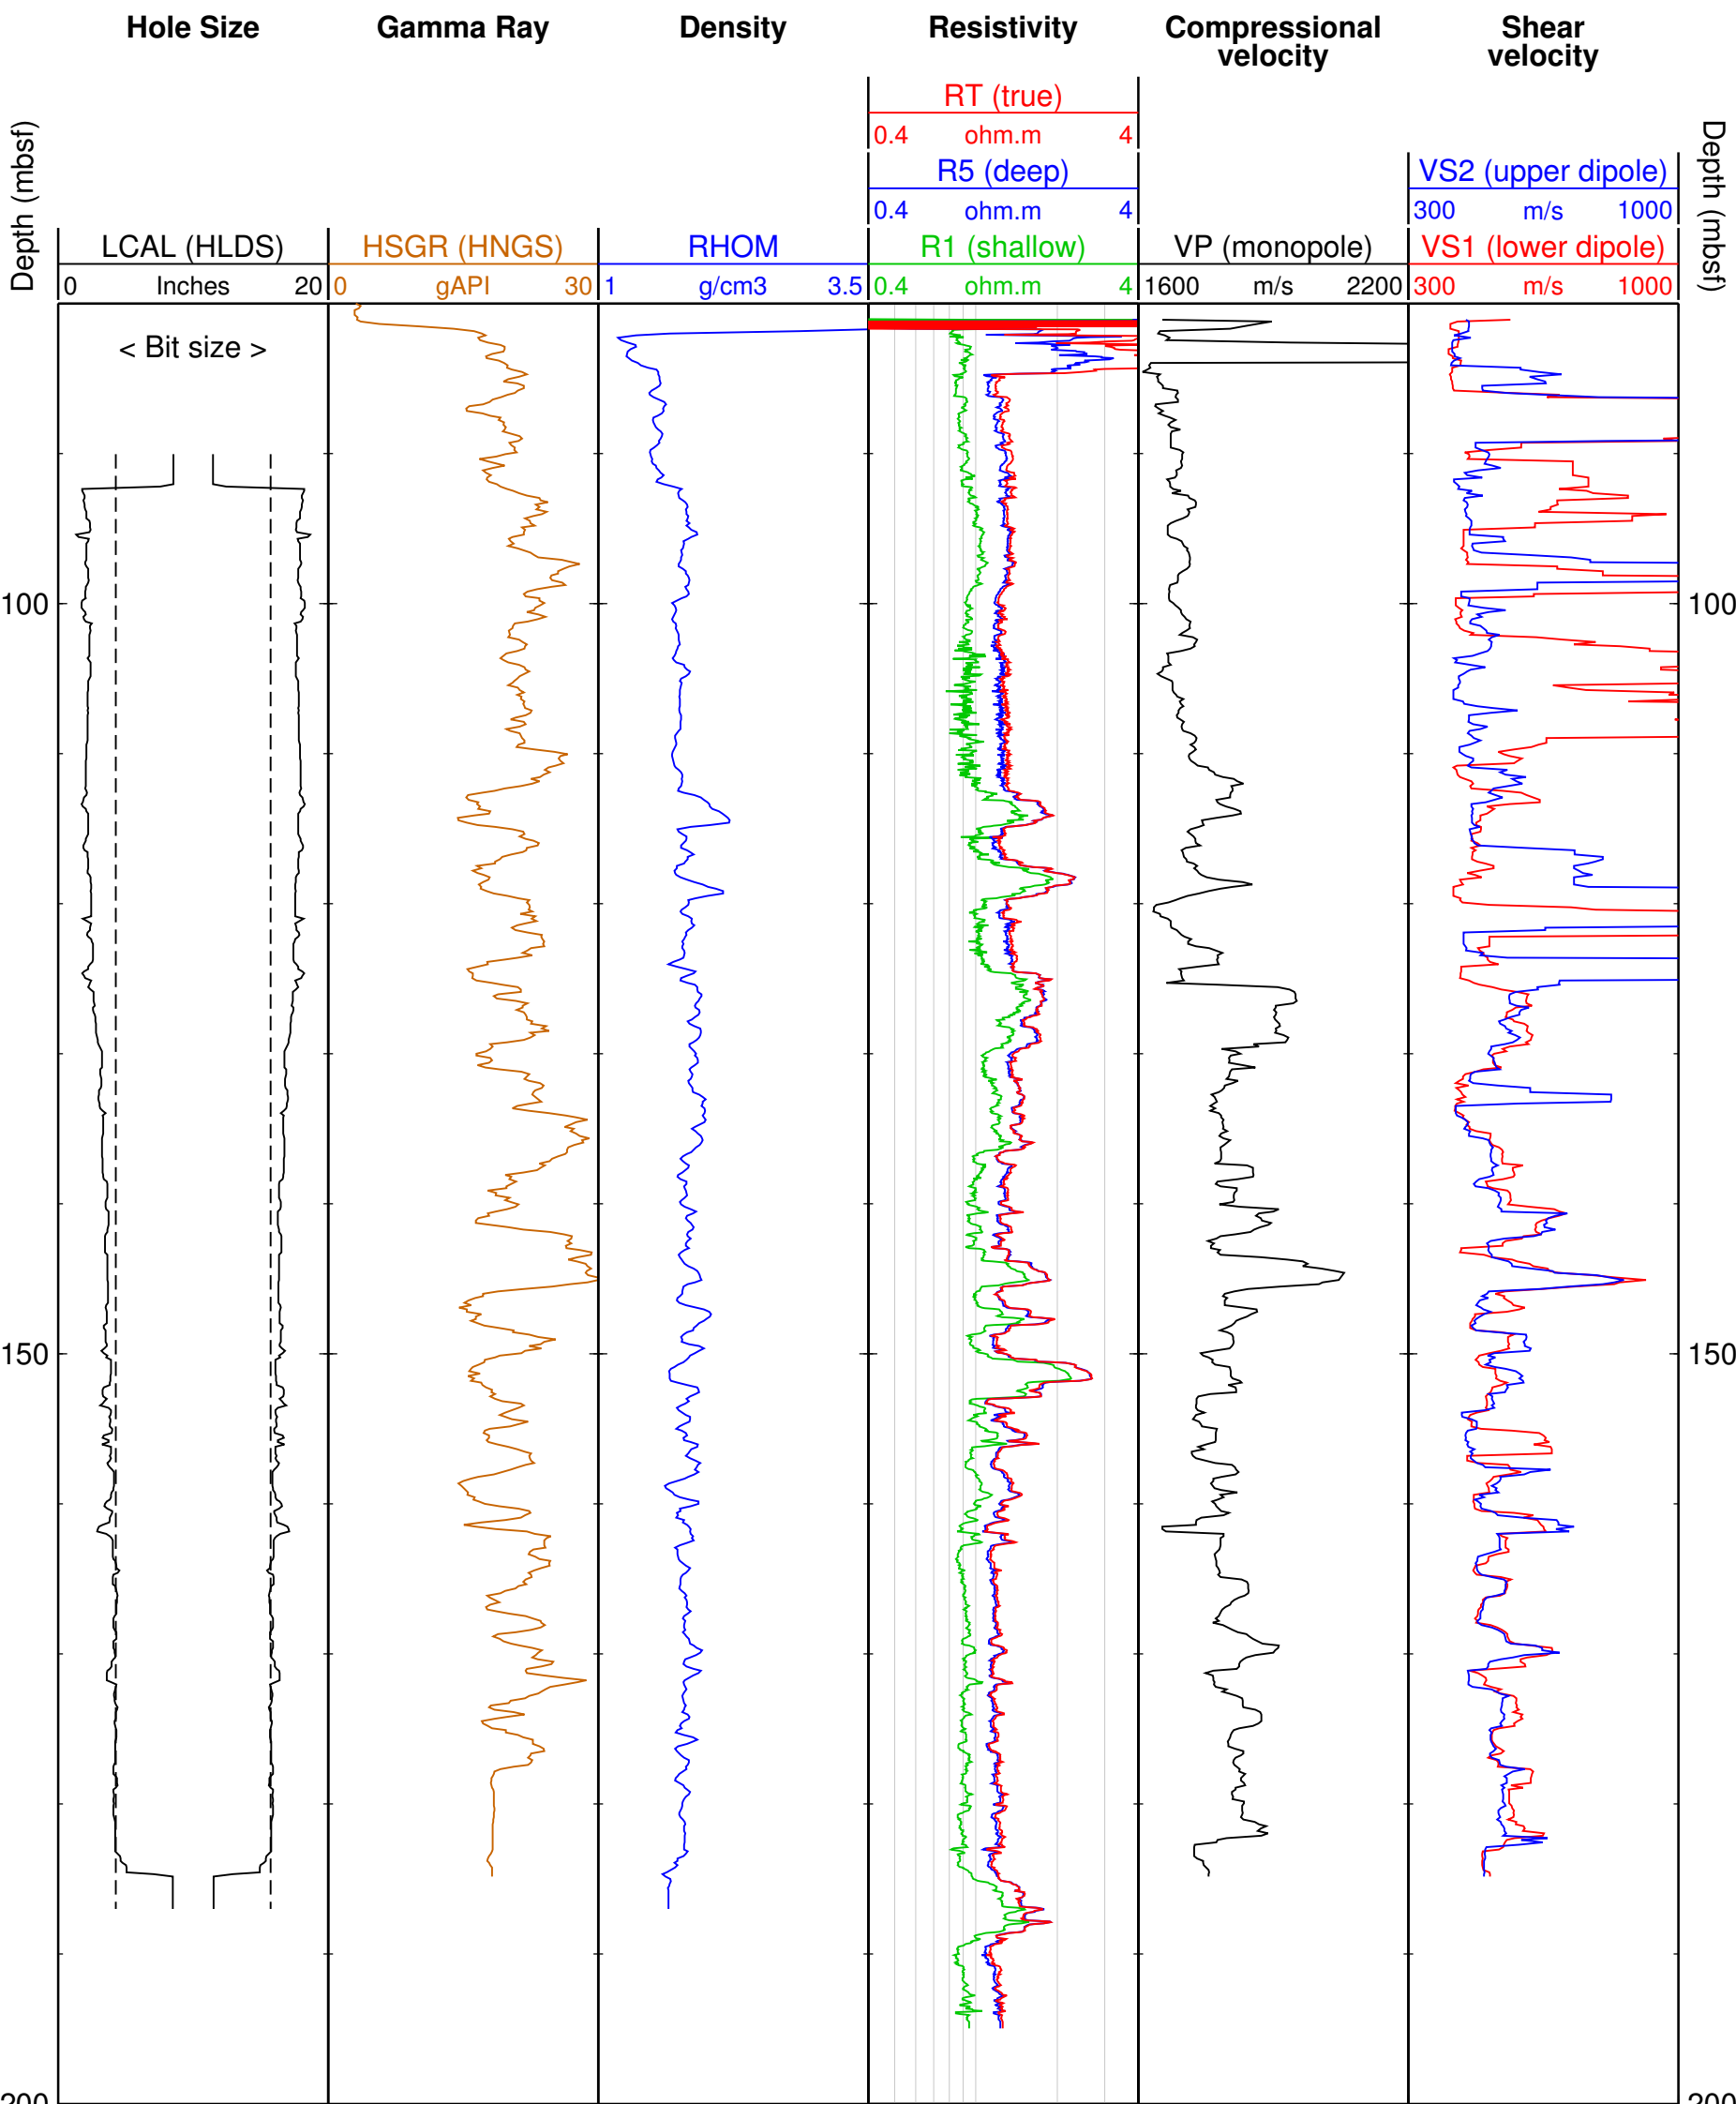 Hole Size Gamma Ray Density Resistivity Compressional velocity Shear velocity
RT (true)
0.4 ohm.m 4
R5 (deep) VS2 (upper dipole)
0.4 ohm.m 4 300 m/s 1000
LCAL (HLDS) HSGR (HNGS) RHOM R1 (shallow) VP (monopole) VS1 (lower dipole)
0 Inches 20 0 gAPI 30 1 g/cm3 3.5 0.4 ohm.m 4 1600 m/s 2200 300 m/s 1000
Depth (mbsf)
Depth (mbsf)
< Bit size >
100 100
150 150
200 200